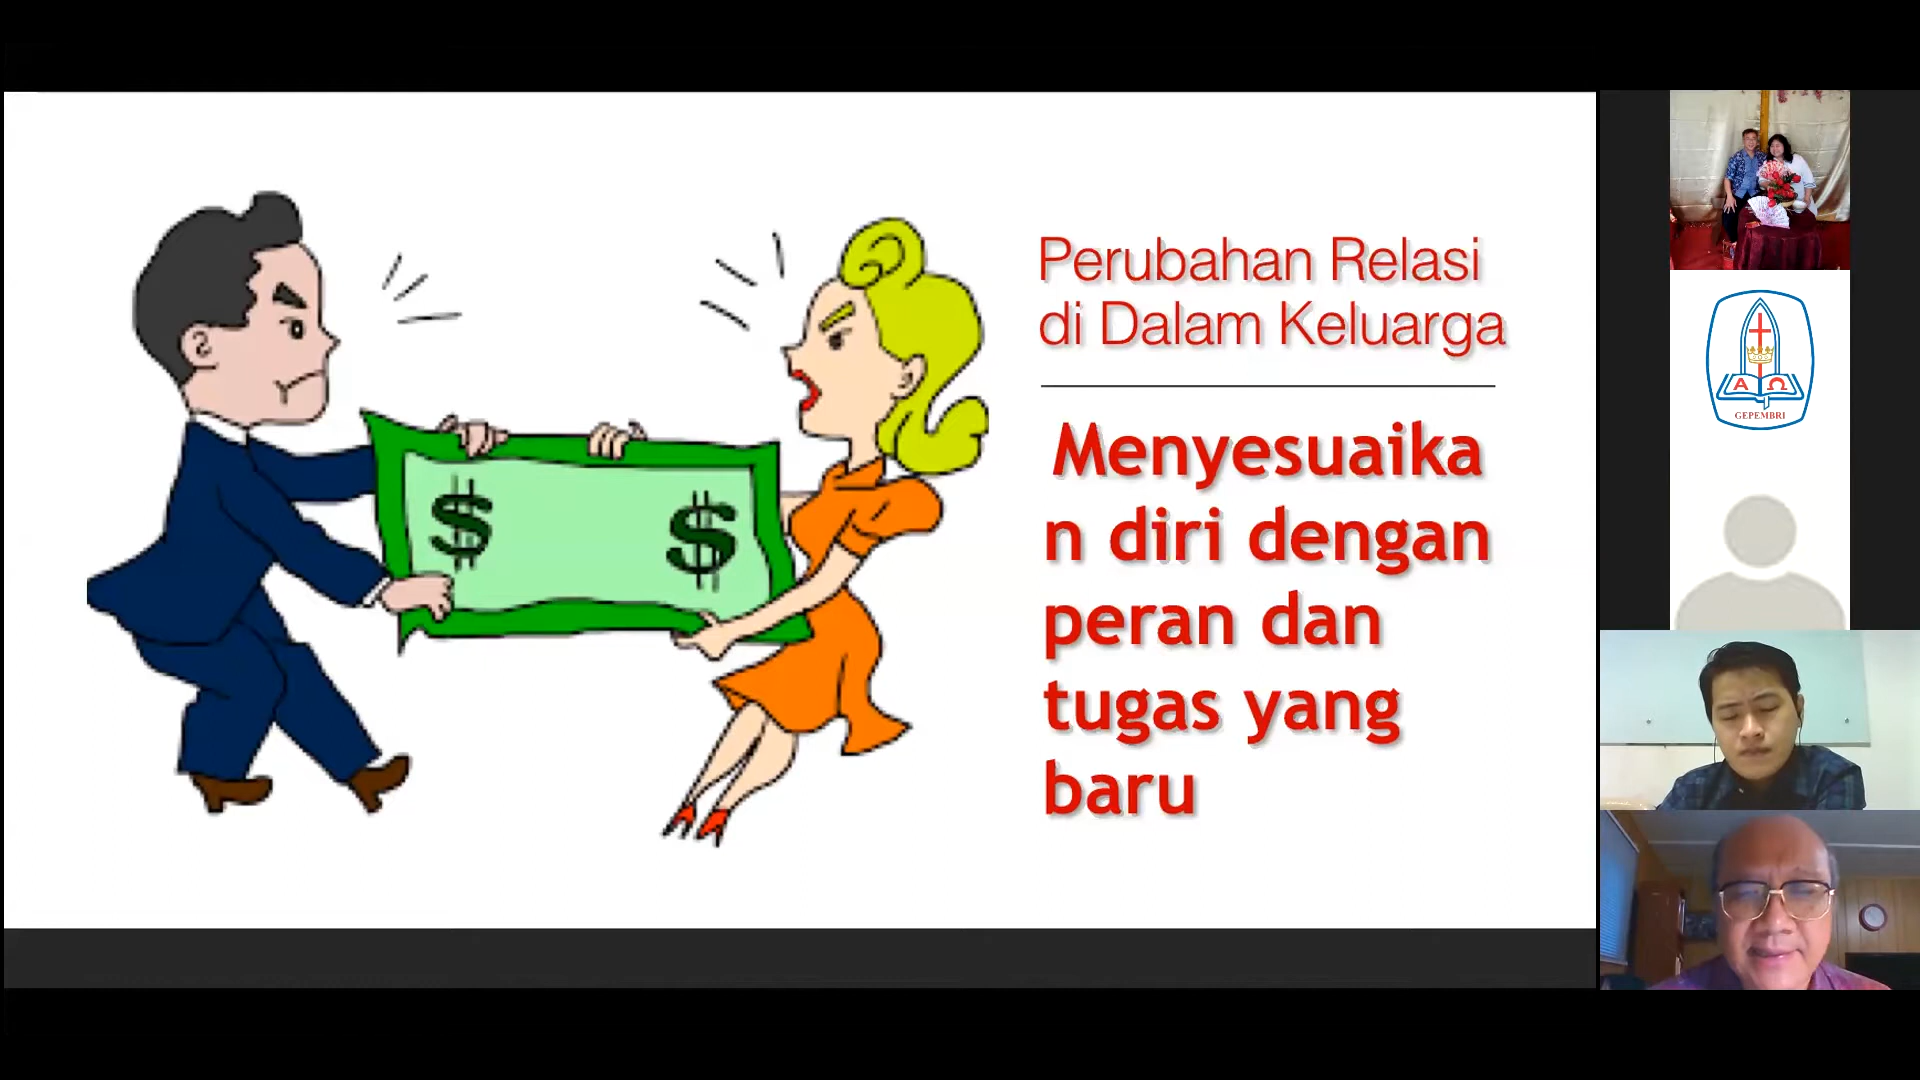 Perubahan Relasi
di Dalam Keluarga
Menyesuaika
n diri dengan
peran dan
tugas yang
baru
$ $
Α Ω
GEPEMBRI